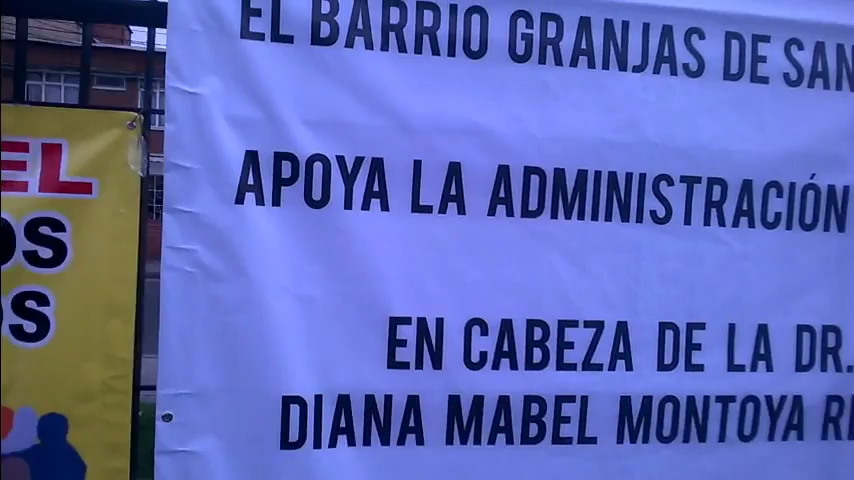 EL BARRIO GRANJAS DE SAN
APOYA LA ADMINISTRACIÓN
EN CABEZA DE LA DR.
DIANA MABEL MONTOYA
EL
OS
OS